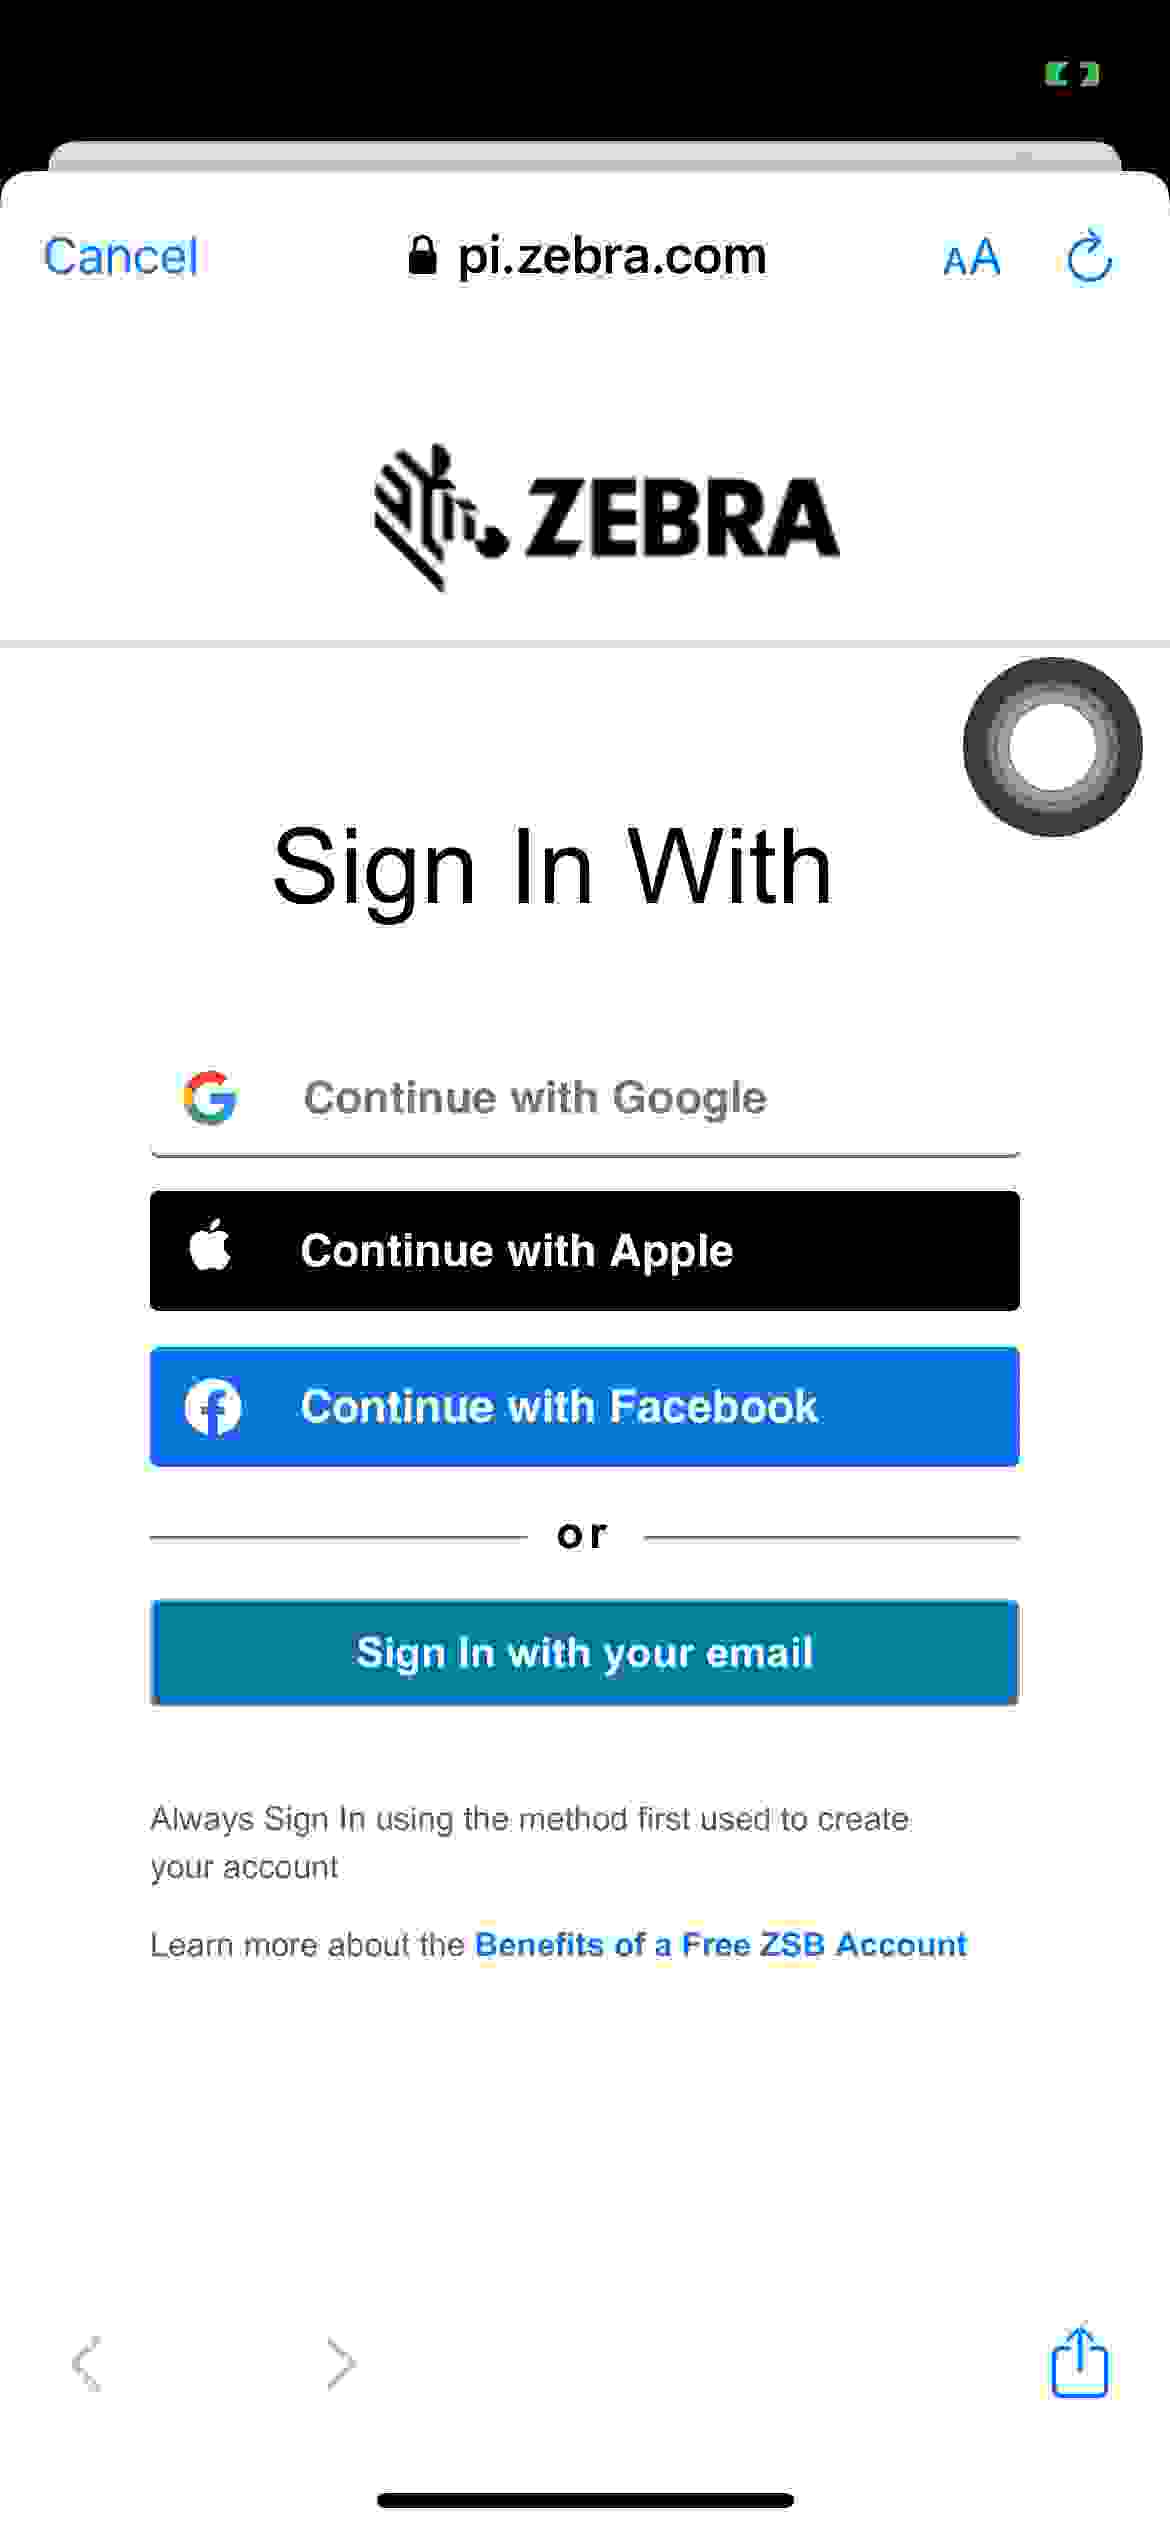 Cancel
pi.zebra.com
AA
ZEBRA
Sign In With
Continue with Google
Continue with Apple
Continue with Facebook
or
Sign In with your email
Always Sign In using the method first used to create
your account
Learn more about the Benefits of a Free ZSB Account